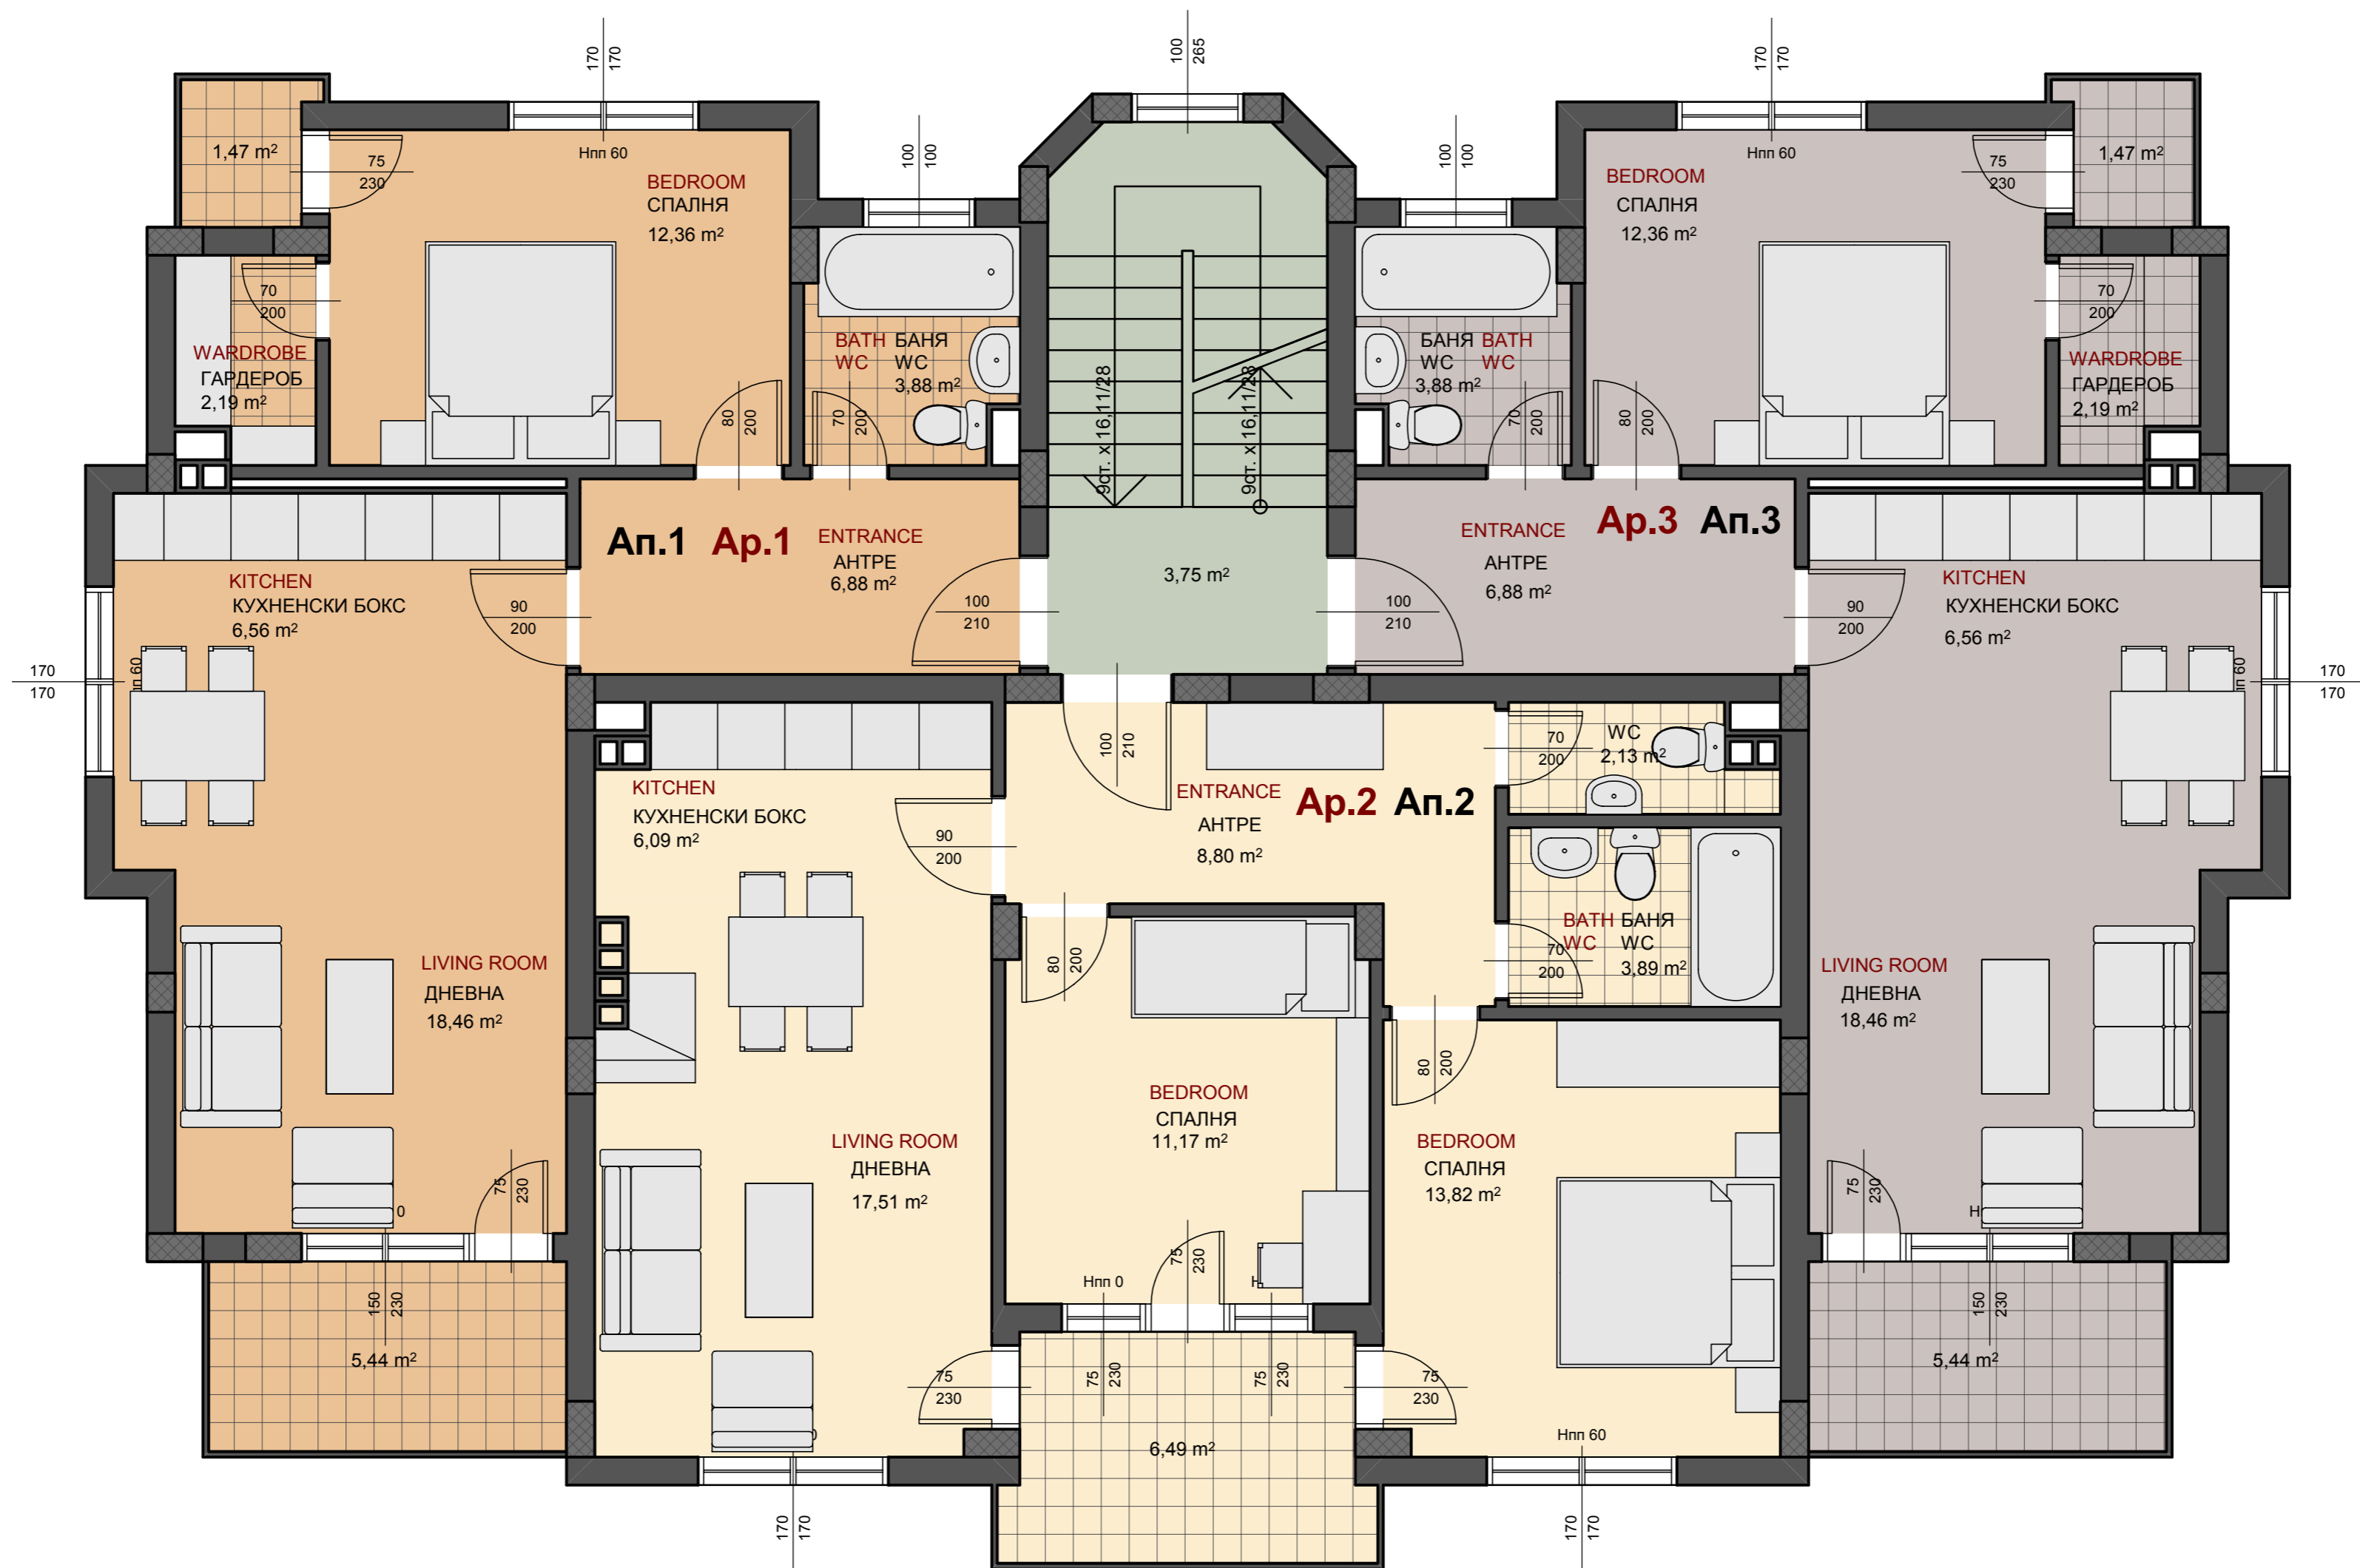 170
170
100
265
170
170
1,47 m²
75
230
Нпп 60
BEDROOM
СПАЛНЯ
12,36 m²
100
100
100
100
BEDROOM
СПАЛНЯ
12,36 m²
Нпп 60
75
230
1,47 m²
70
200
WARDROBE
ГАРДЕРОБ
2,19 m²
80
200
BATH БАНЯ
WC WC
3,88 m²
70
200
9ст. x 16,11/28
9ст. x 16,11/28
БАНЯ BATH
WC WC
3,88 m²
70
200
80
200
70
200
WARDROBE
ГАРДЕРОБ
2,19 m²
Ап.1 Ap.1
ENTRANCE
АНТРЕ
6,88 m²
100
210
3,75 m²
100
210
ENTRANCE
АНТРЕ
6,88 m²
Ap.3 Ап.3
KITCHEN
КУХНЕНСКИ БОКС
6,56 m²
90
200
90
200
KITCHEN
КУХНЕНСКИ БОКС
6,56 m²
170
170
170
170
KITCHEN
КУХНЕНСКИ БОКС
6,09 m²
90
200
100
210
ENTRANCE
АНТРЕ
8,80 m²
Ap.2 Ап.2
70
200
WC
2,13 m²
BATH БАНЯ
WC WC
3,89 m²
70
200
80
200
80
200
LIVING ROOM
ДНЕВНА
18,46 m²
LIVING ROOM
ДНЕВНА
18,46 m²
LIVING ROOM
ДНЕВНА
17,51 m²
BEDROOM
СПАЛНЯ
11,17 m²
BEDROOM
СПАЛНЯ
13,82 m²
75
230
75
230
75
230
Нпп 0
150
230
150
230
5,44 m²
5,44 m²
75
230
75
230
75
230
75
230
6,49 m²
Нпп 60
170
170
170
170